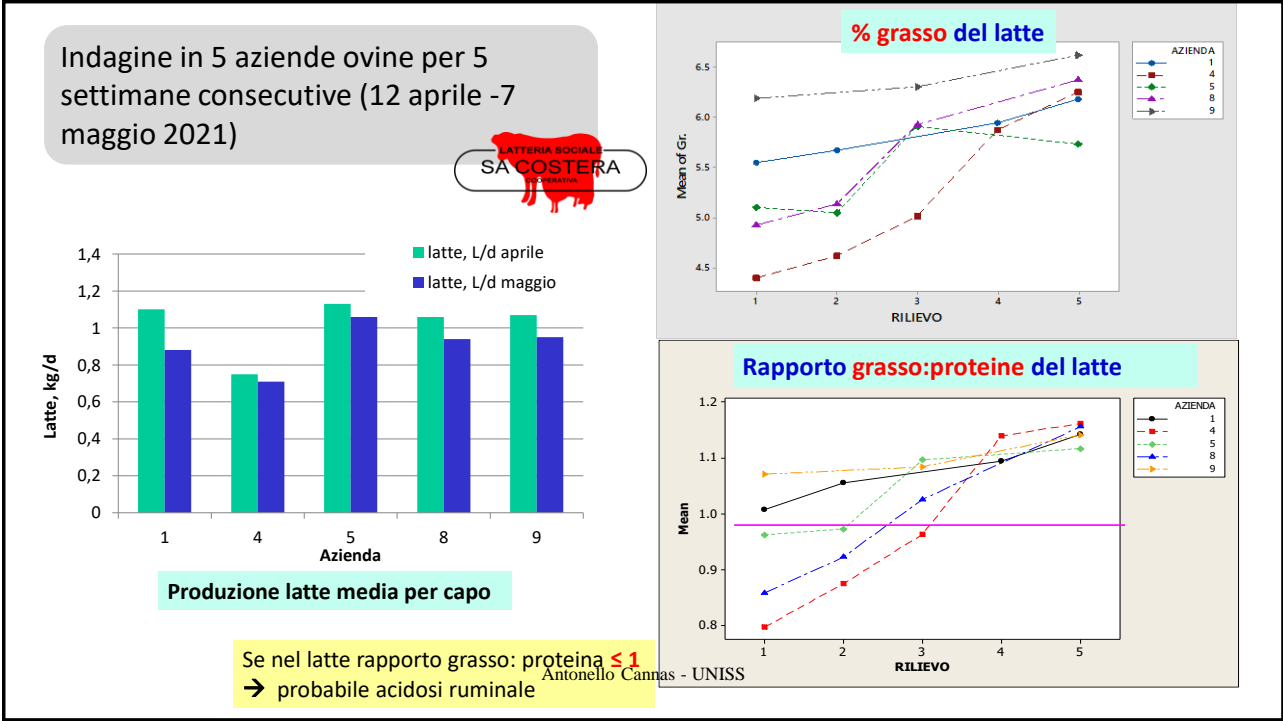 Indagine in 5 aziende ovine per 5
settimane consecutive (12 aprile -7
maggio 2021)
LATTERIA SOCIALE
SA COSTERA
COOPERATIVA
latte, L/d aprile
latte, L/d maggio
Latte, kg/d
1,4
1,2
1
0,8
0,6
0,4
0,2
0
1 4 5 8 9
Azienda
Produzione latte media per capo
Se nel latte rapporto grasso: proteina ≤ 1
➔ probabile acidosi ruminale
Antonello Cannas - UNISS
% grasso del latte
Mean of Gr.
6.5
6.0
5.5
5.0
4.5
1 2 3 4 5
RILIEVO
AZIENDA
1
4
5
8
9
Rapporto grasso:proteine del latte
Mean
1.2
1.1
1.0
0.9
0.8
1 2 3 4 5
RILIEVO
AZIENDA
1
4
5
8
9